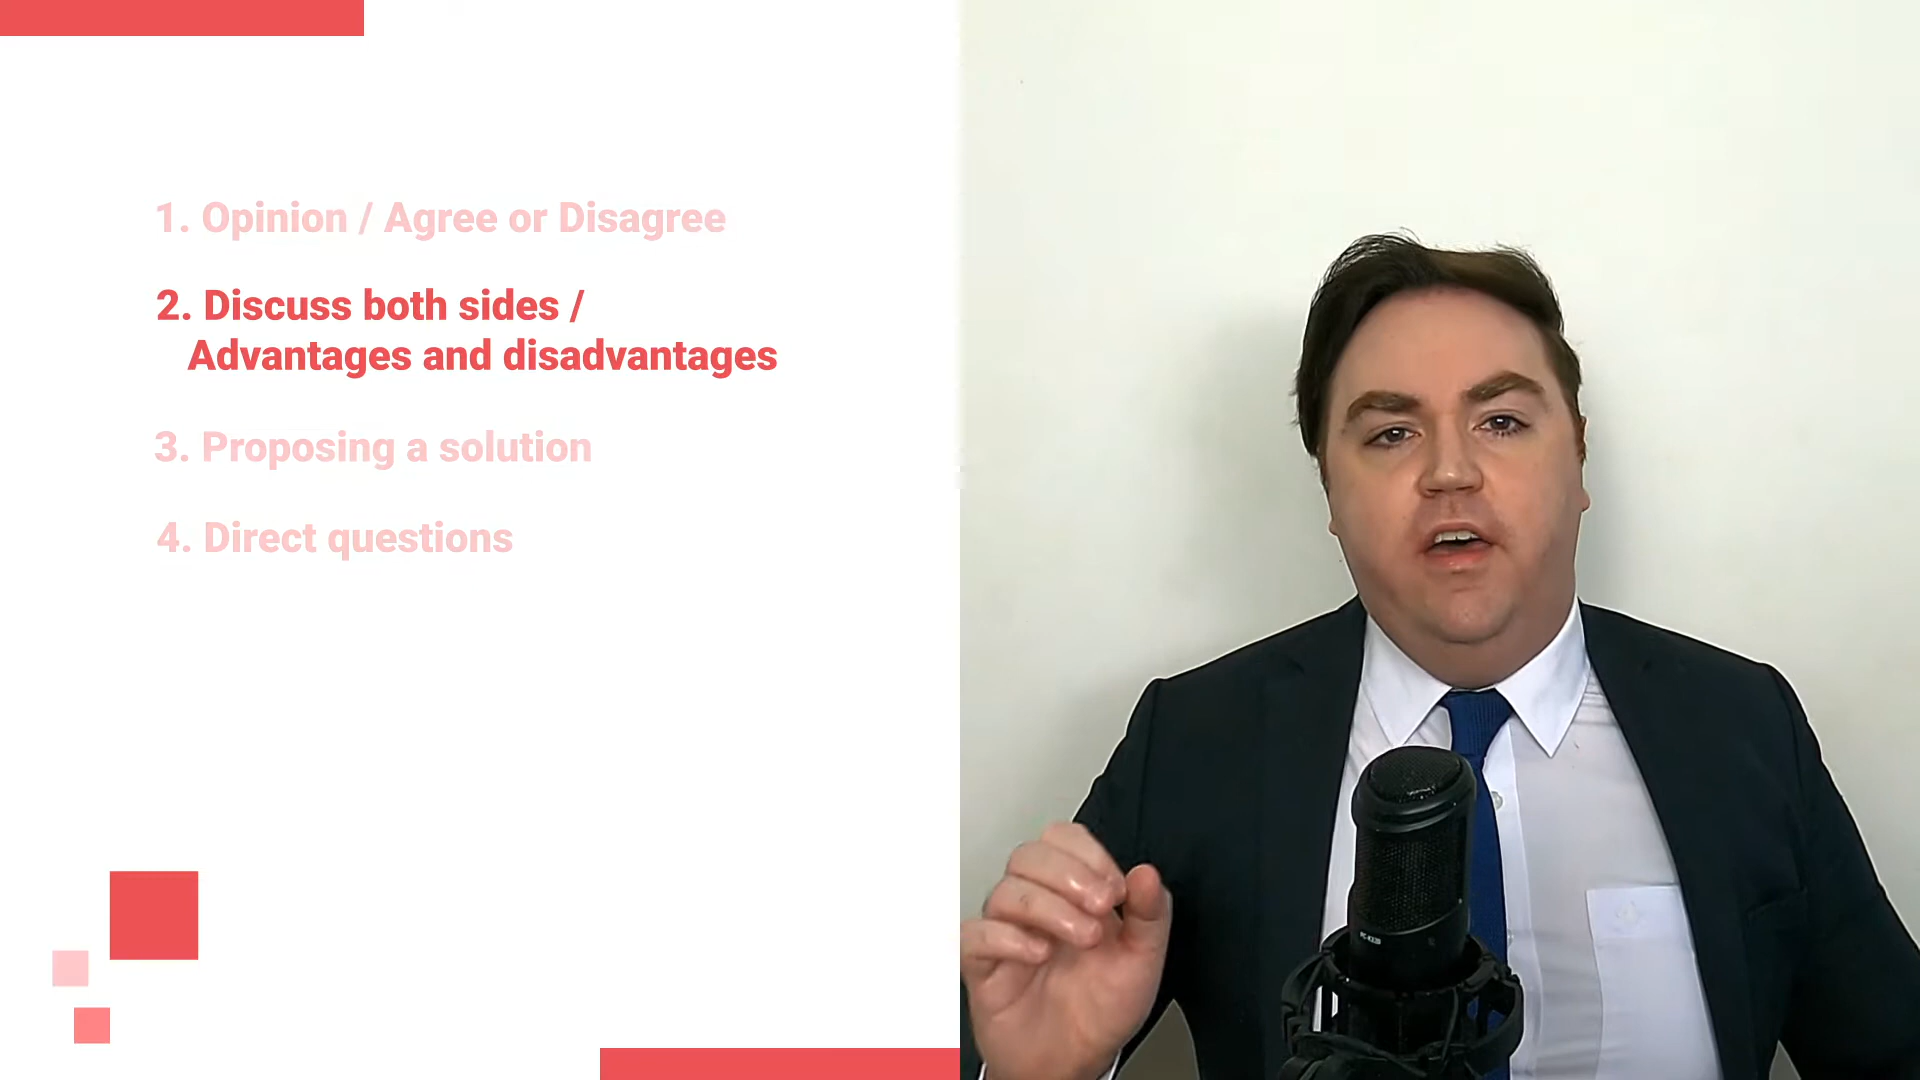 1. Opinion / Agree or Disagree
2. Discuss both sides /
Advantages and disadvantages
3. Proposing a solution
4. Direct questions